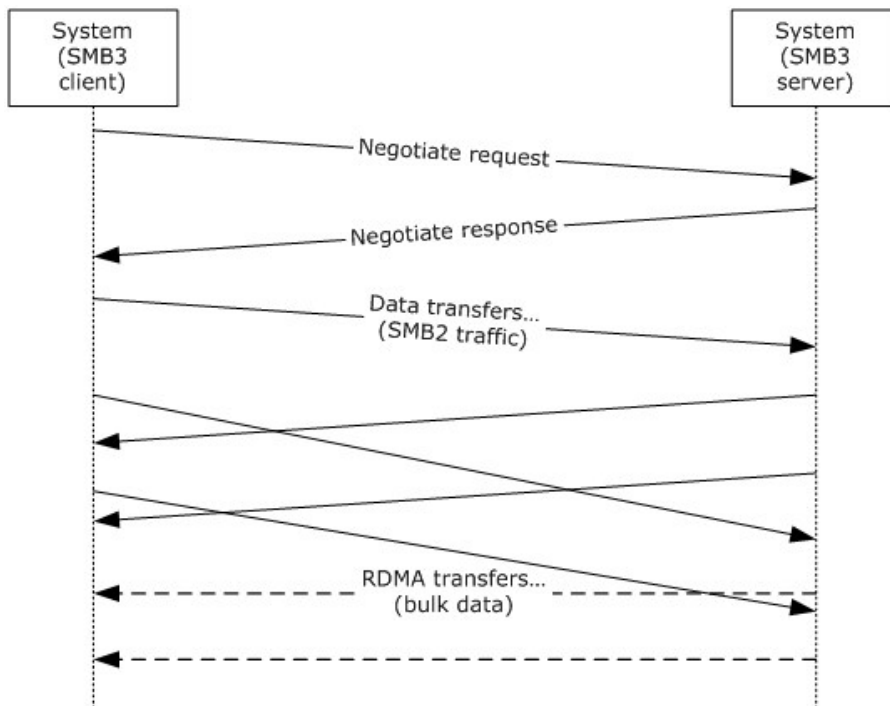 System
(SMB3
client)
System
(SMB3
server)
Negotiate request
Negotiate response
Data transfers…
(SMB2 traffic)
RDMA transfers…
(bulk data)